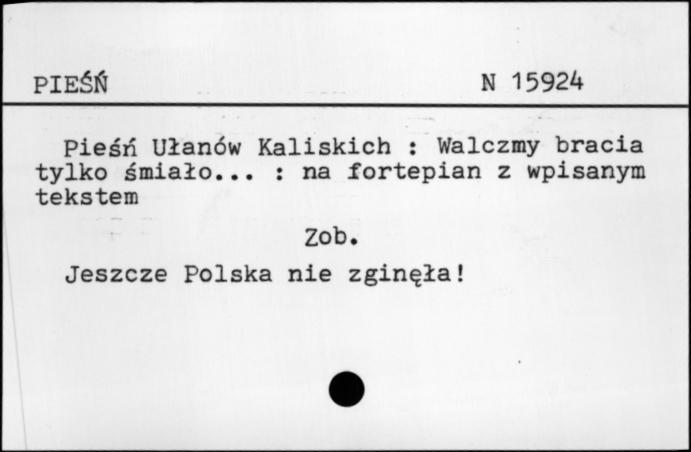 PIEŚŃ N 15924
Pieśń Ułanów Kaliskich : Walczmy bracia
tylko śmiało... : na fortepian z wpisanym
tekstem
Zob.
Jeszcze Polska nie zginęła!